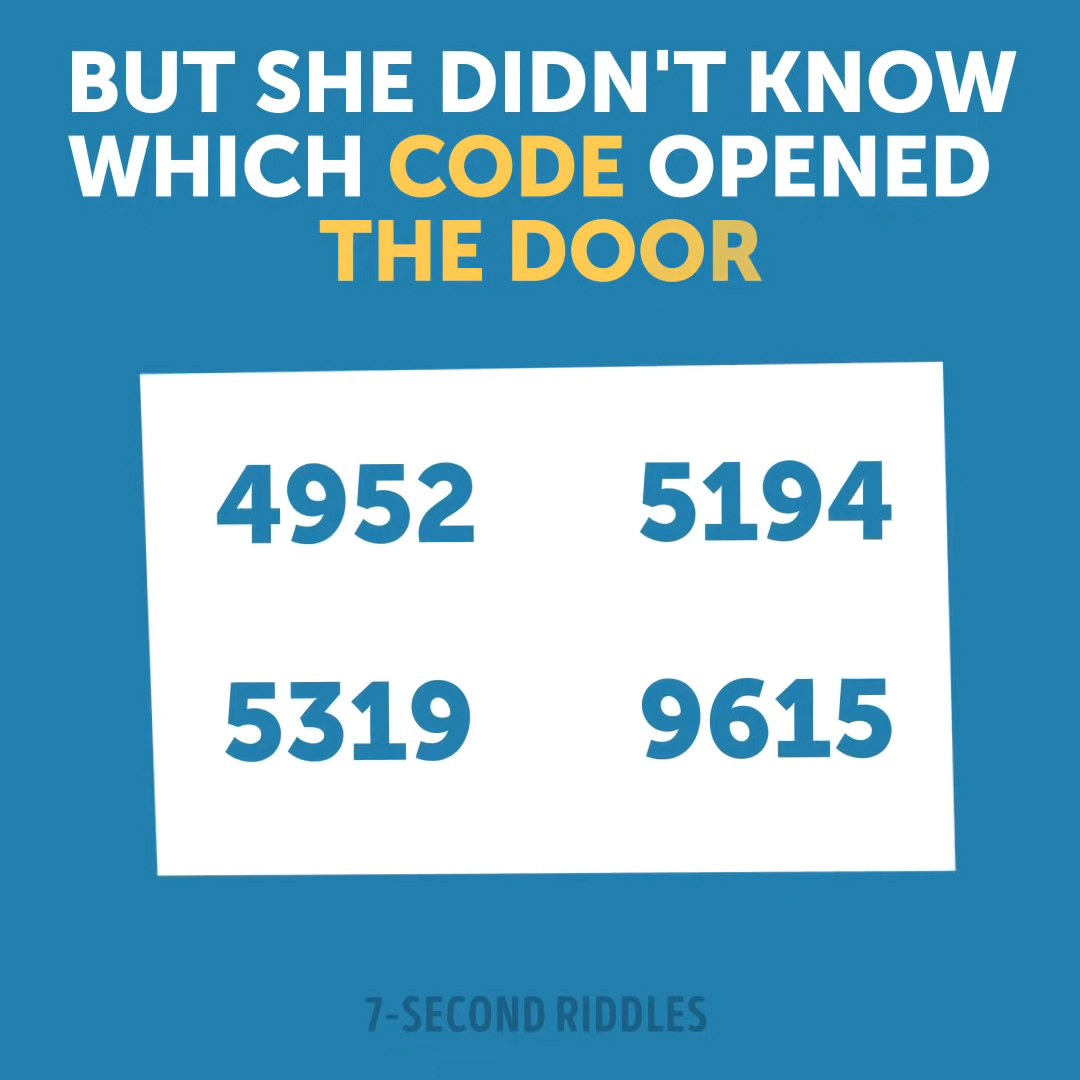 BUT SHE DIDN'T KNOW
WHICH CODE OPENED
THE DOOR
4952 5194
5319 9615
7-SECOND RIDDLES